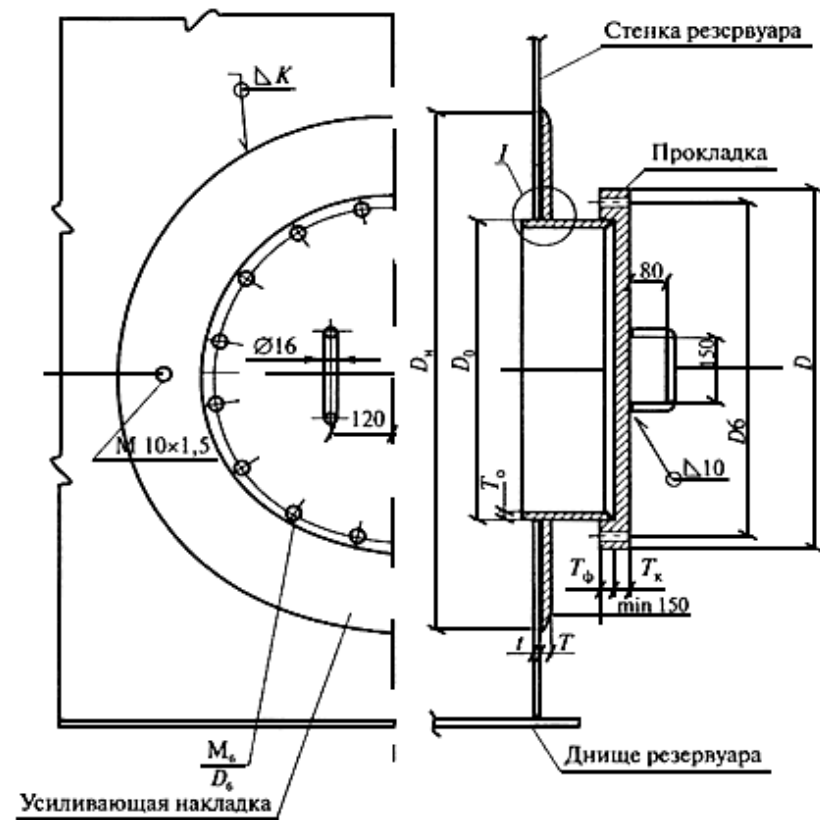 Стенка резервуара
△K
I
Прокладка
80
Ø16
Dн
D0
150
D
Dб
120
М 10×1,5
△10
Tо
Tф
Tк
min 150
t
T
Mб
Dб
Днище резервуара
Усиливающая накладка